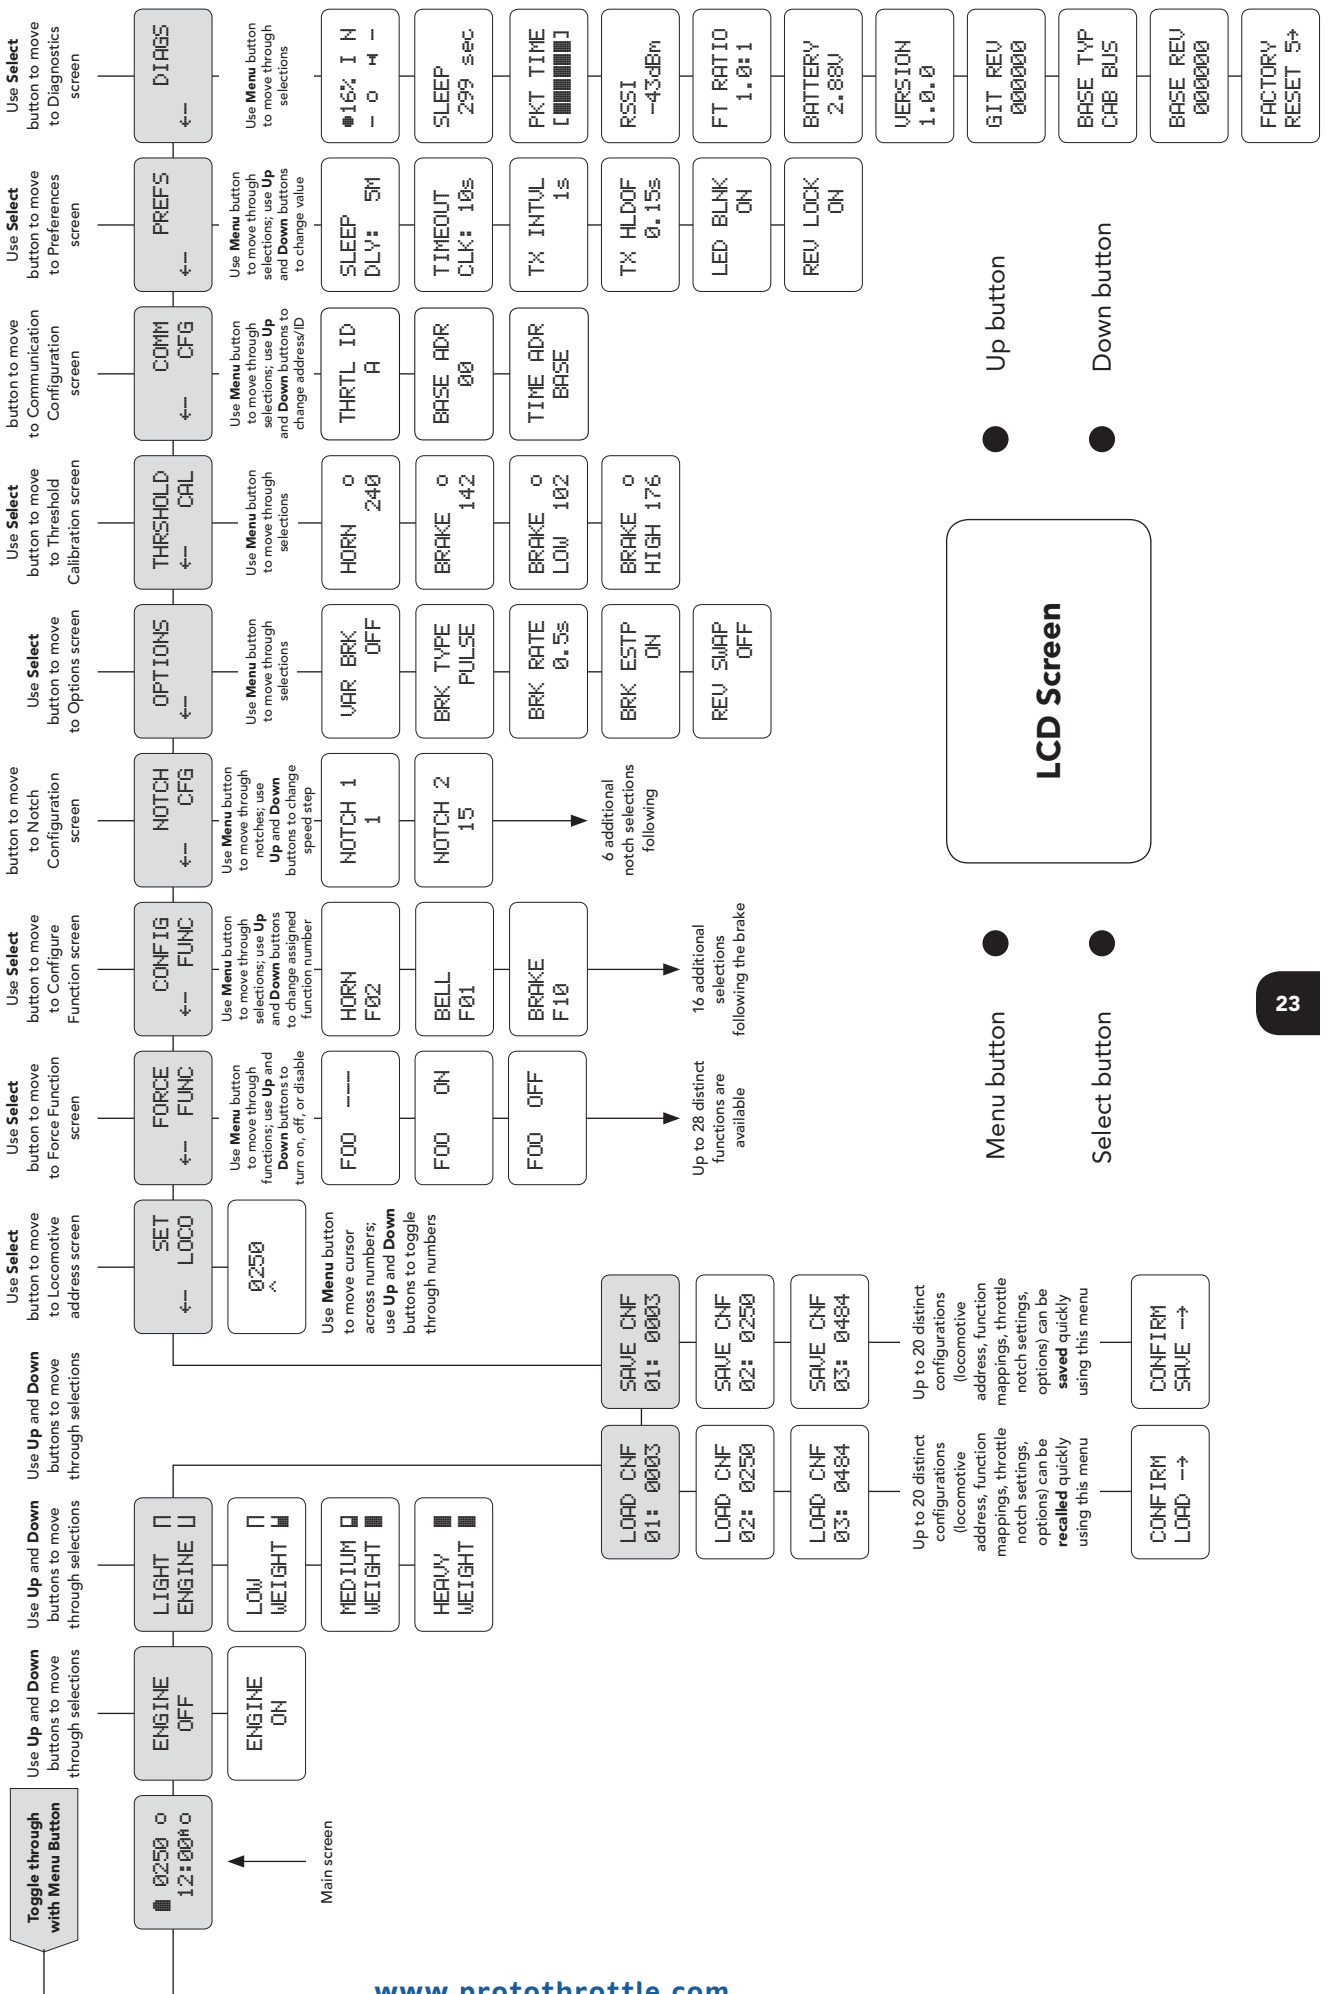 Toggle through
with Menu Button
0250
12:00
Main screen
Use Up and Down
buttons to move
through selections
ENGINE
OFF
ENGINE
ON
Use Up and Down
buttons to move
through selections
LIGHT
ENGINE
LOW
WEIGHT
MEDIUM
WEIGHT
HEAVY
WEIGHT
Use Up and Down
buttons to move
through selections
LOAD CNF
01: 0003
LOAD CNF
02: 0250
LOAD CNF
03: 0484
Up to 20 distinct
configurations
(locomotive
address, function
mappings, throttle
notch settings,
options) can be
recalled quickly
using this menu
CONFIRM
LOAD -->
SAVE CNF
01: 0003
SAVE CNF
02: 0250
SAVE CNF
03: 0484
Up to 20 distinct
configurations
(locomotive
address, function
mappings, throttle
notch settings,
options) can be
saved quickly
using this menu
CONFIRM
SAVE -->
Use Select
button to move
to Locomotive
address screen
SET
<-- LOCO
0250
^
Use Menu button
to move cursor
across numbers;
use Up and Down
buttons to toggle
through numbers
Use Select
button to move
to Force Function
screen
FORCE
<-- FUNC
Use Menu button
to move through
functions; use Up and
Down buttons to
turn on, off, or disable
F00 ---
F00 ON
F00 OFF
Up to 28 distinct
functions are
available
Use Select
button to move
to Configure
Function screen
CONFIG
<-- FUNC
Use Menu button
to move through
selections; use Up
and Down buttons
to change assigned
function number
HORN
F02
BELL
F01
BRAKE
F10
16 additional
selections
following the brake
button to move
to Notch
Configuration
screen
NOTCH
<-- CFG
Use Menu button
to move through
notches; use
Up and Down
buttons to change
speed step
NOTCH 1
1
NOTCH 2
15
6 additional
notch selections
following
Use Select
button to move
to Options screen
OPTIONS
<--
Use Menu button
to move through
selections
VAR BRK
OFF
BRK TYPE
PULSE
BRK RATE
0.5s
BRK ESTP
ON
REV SWAP
OFF
Use Select
button to move
to Threshold
Calibration screen
THRSHOLD
<-- CAL
Use Menu button
to move through
selections
HORN o
240
BRAKE o
142
BRAKE o
LOW 102
BRAKE o
HIGH 176
button to move
to Communication
Configuration
screen
COMM
<-- CFG
Use Menu button
to move through
selections; use Up
and Down buttons to
change address/ID
THRTL ID
A
BASE ADR
00
TIME ADR
BASE
Use Select
button to move
to Preferences
screen
PREFS
<--
Use Menu button
to move through
selections; use Up
and Down buttons
to change value
SLEEP
DLY: 5M
TIMEOUT
CLK: 10s
TX INTVL
1s
TX HLDOF
0.15s
LED BLNK
ON
REV LOCK
ON
Use Select
button to move
to Diagnostics
screen
DIAGS
<--
Use Menu button
to move through
selections
16% I N
SLEEP
299 sec
PKT TIME
RSSI
-43dBm
FT RATIO
1.0:1
BATTERY
2.88V
VERSION
1.0.0
GIT REV
000000
BASE TYP
CAB BUS
BASE REV
000000
FACTORY
RESET 5→
Menu button
Select button
LCD Screen
Up button
Down button
23
www.protothrottle.com